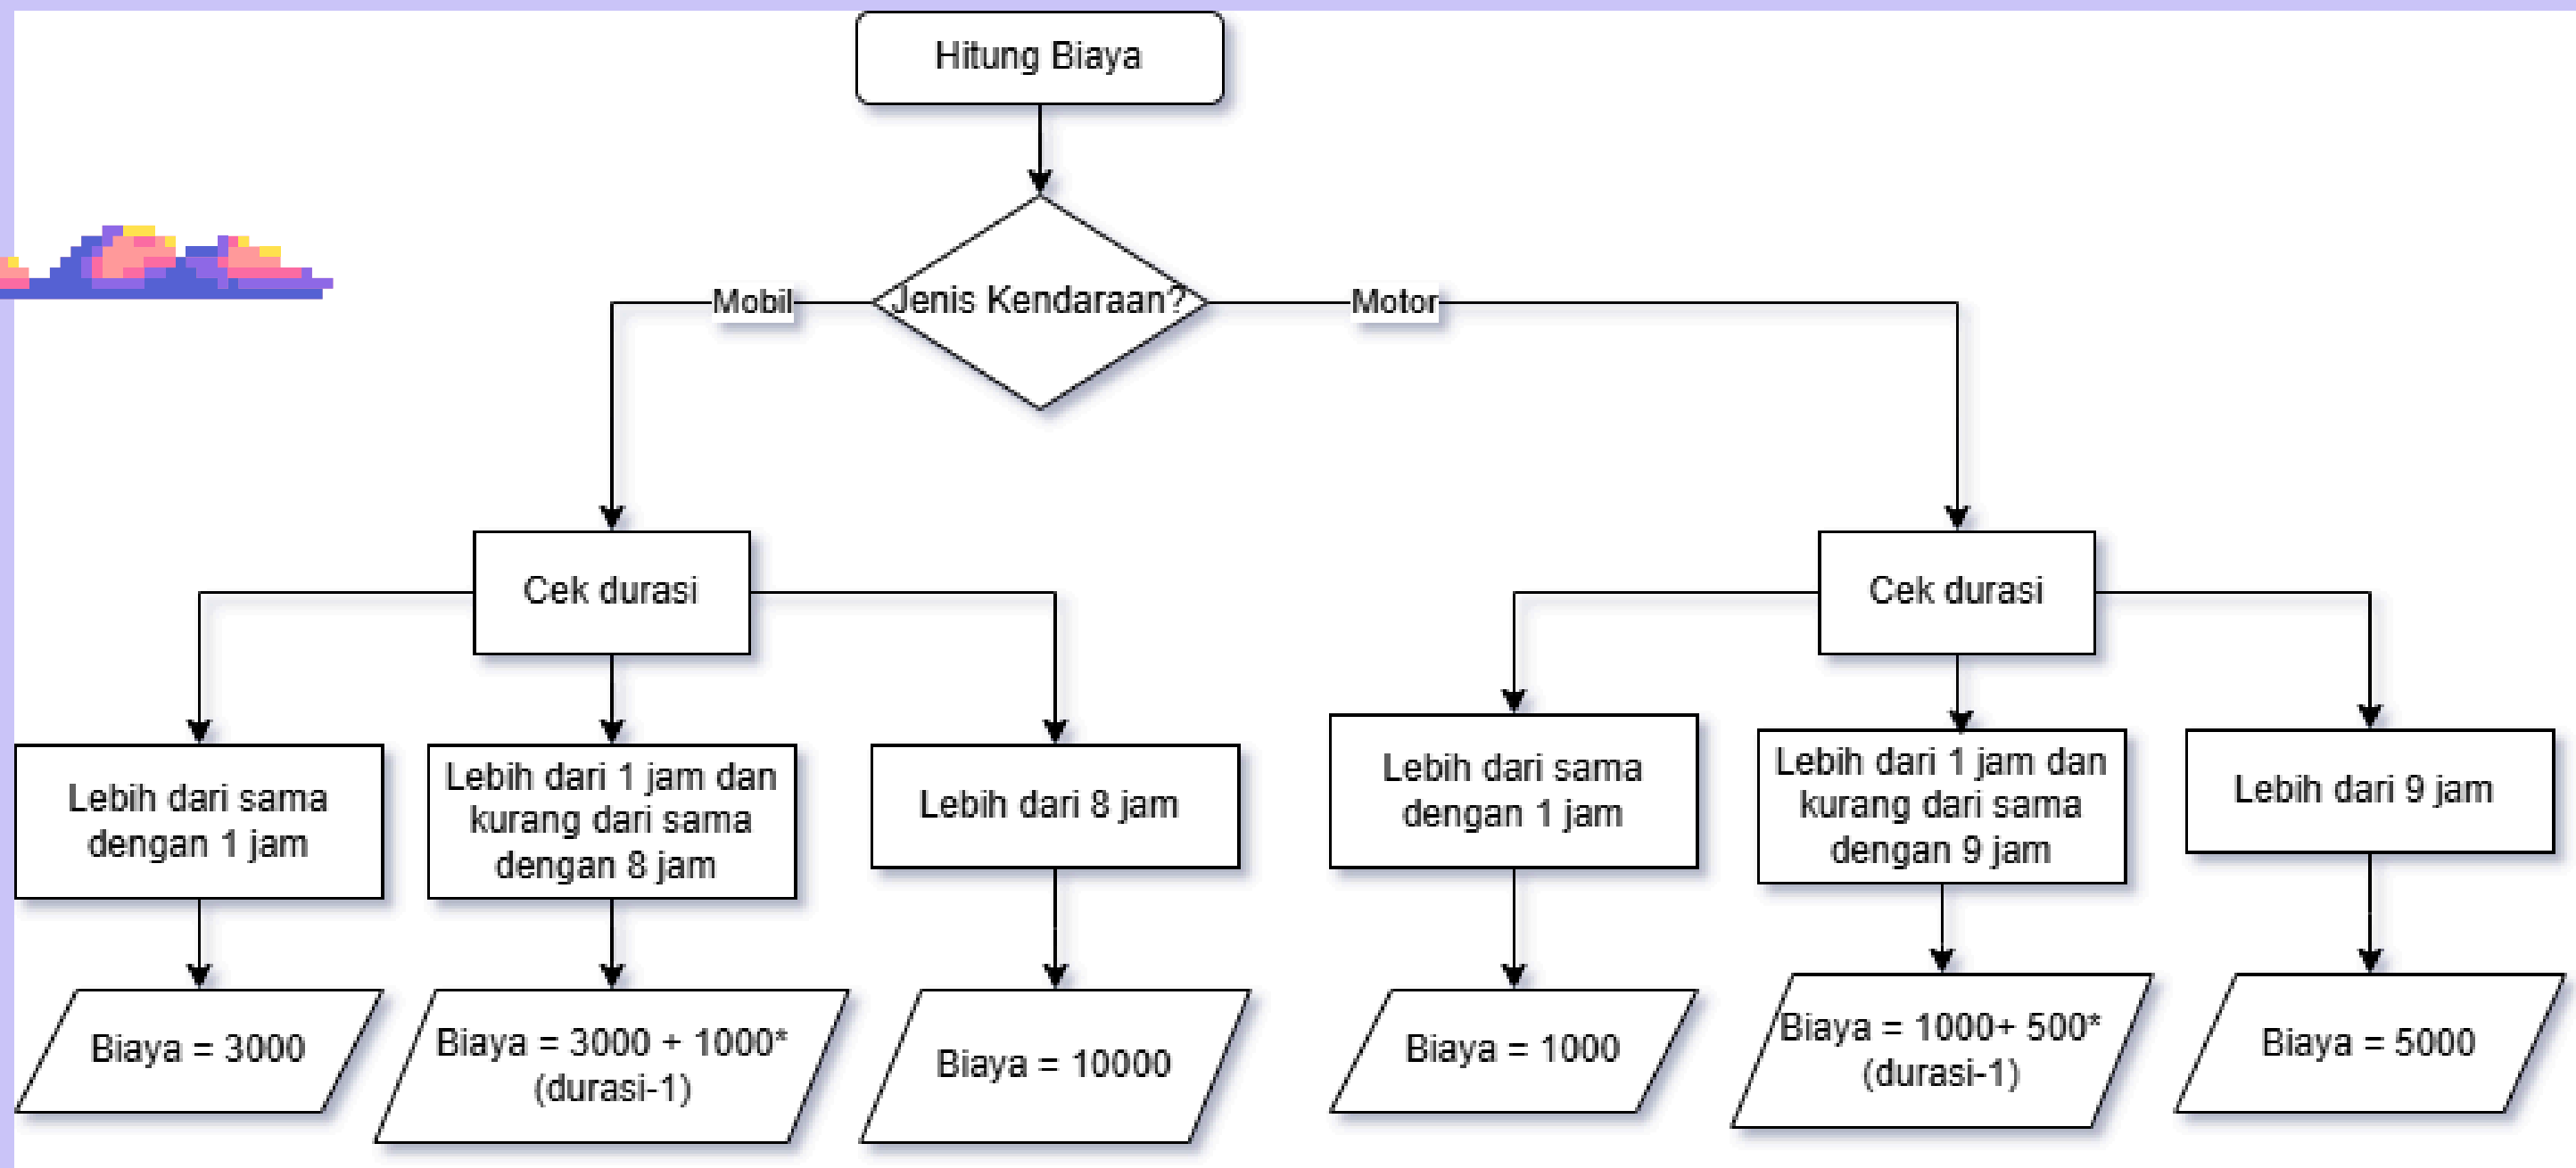 Hitung Biaya
Jenis Kendaraan?
Mobil
Motor
Cek durasi
Cek durasi
Lebih dari sama
dengan 1 jam
Lebih dari 1 jam dan
kurang dari sama
dengan 8 jam
Lebih dari 8 jam
Lebih dari sama
dengan 1 jam
Lebih dari 1 jam dan
kurang dari sama
dengan 9 jam
Lebih dari 9 jam
Biaya = 3000
Biaya = 3000 + 1000*
(durasi-1)
Biaya = 10000
Biaya = 1000
Biaya = 1000+ 500*
(durasi-1)
Biaya = 5000